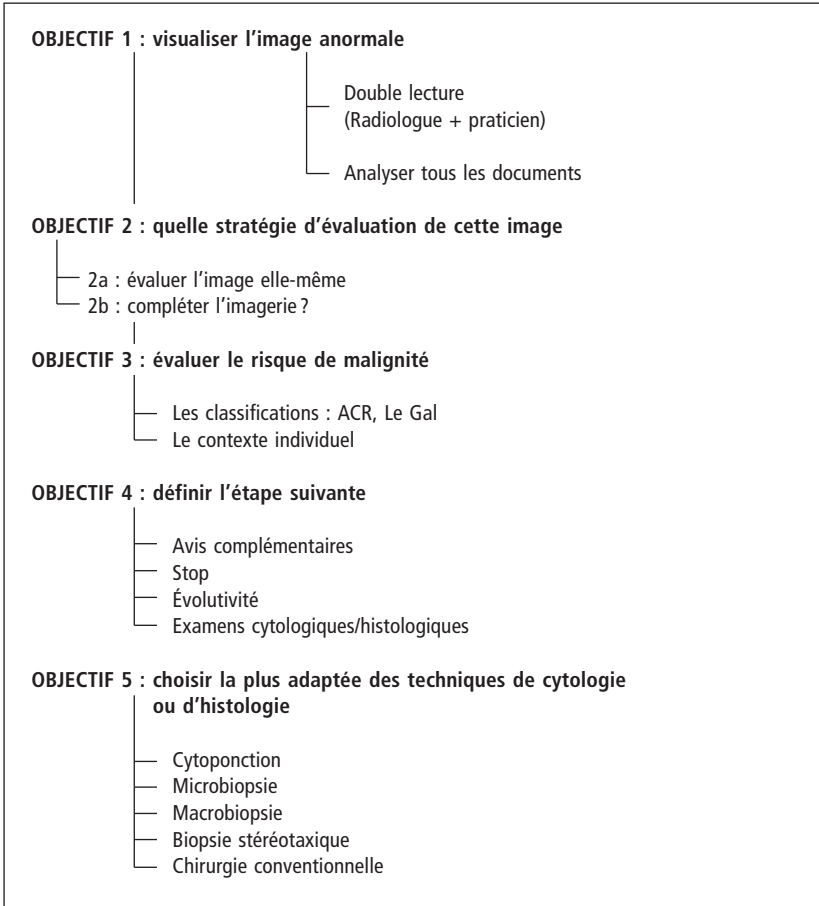 OBJECTIF 1 : visualiser l'image anormale
Double lecture
(Radiologue + praticien)
Analyser tous les documents
OBJECTIF 2 : quelle stratégie d'évaluation de cette image
2a : évaluer l'image elle-même
2b : compléter l'imagerie ?
OBJECTIF 3 : évaluer le risque de malignité
Les classifications : ACR, Le Gal
Le contexte individuel
OBJECTIF 4 : définir l'étape suivante
Avis complémentaires
Stop
Évolutivité
Examens cytologiques/histologiques
OBJECTIF 5 : choisir la plus adaptée des techniques de cytologie
ou d'histologie
Cytoponction
Microbiopsie
Macrobiopsie
Biopsie stéréotaxique
Chirurgie conventionnelle